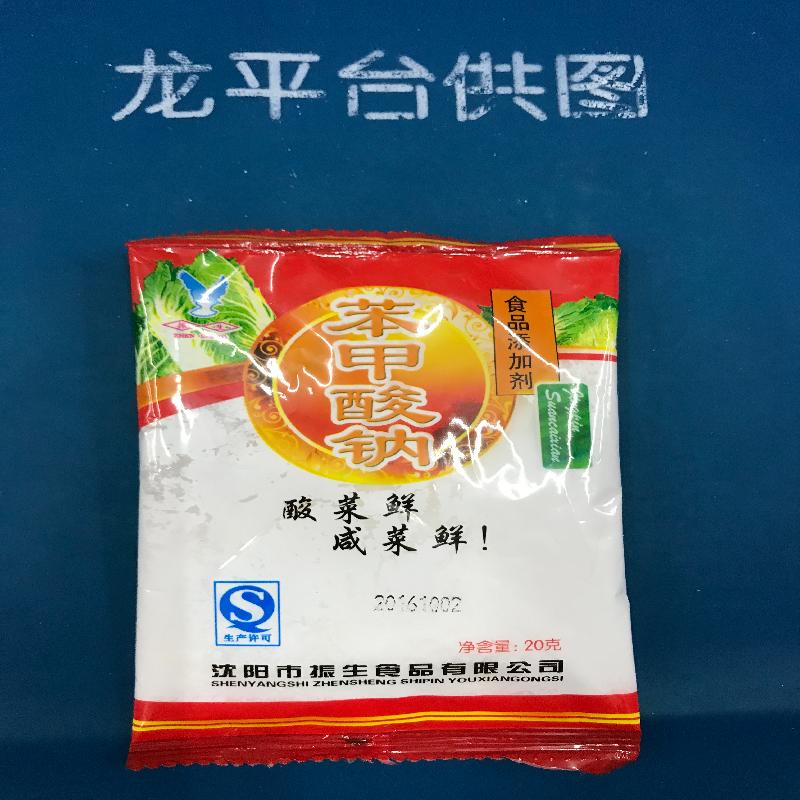 龙平台供图
苯甲酸钠
食品添加剂
Suancaixian
酸菜鲜
咸菜鲜!
20161002
生产许可
净含量:20克
沈阳市振生食品有限公司
SHENYANGSHI ZHENSHENG SHIPIN YOUXIANGONGSI